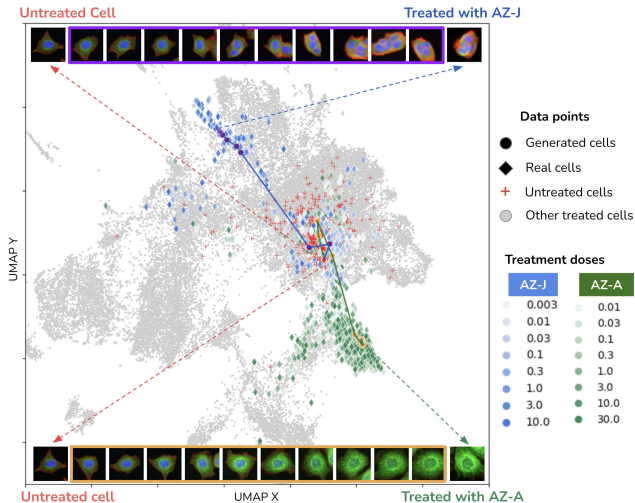 Untreated Cell
Treated with AZ-J
Data points
Generated cells
Real cells
Untreated cells
Other treated cells
UMAP Y
Treatment doses
AZ-J AZ-A
0.003 0.01
0.01 0.03
0.03 0.1
0.1 0.3
0.3 1.0
1.0 3.0
3.0 10.0
10.0 30.0
Untreated cell
UMAP X
Treated with AZ-A